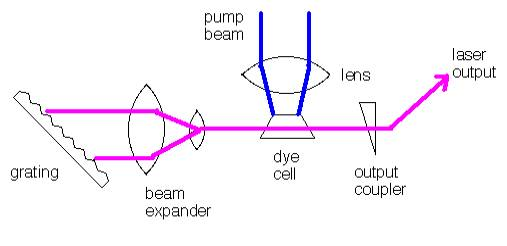 pump
beam
lens
laser
output
grating
beam
expander
dye
cell
output
coupler